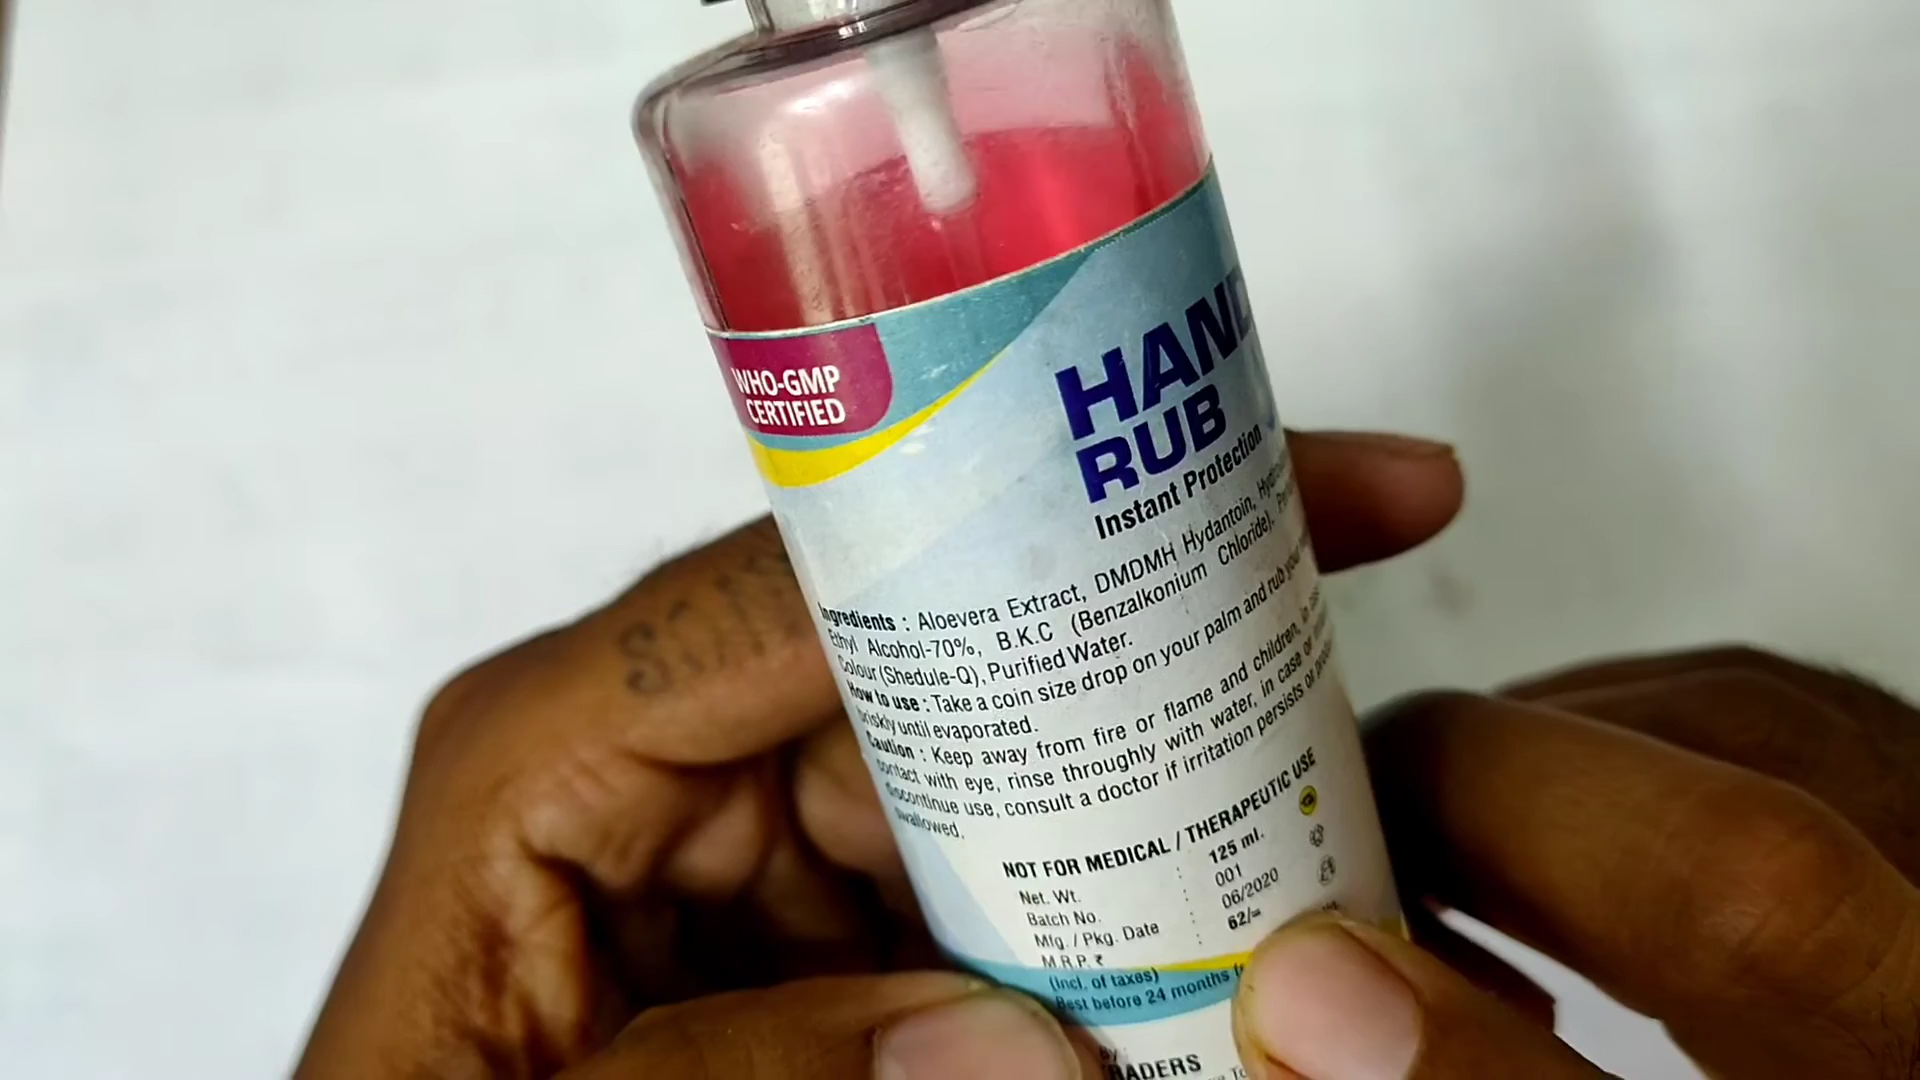 WHO-GMP
CERTIFIED
HAND
RUB
Instant Protection
Ingredients : Aloevera Extract, DMDMH Hydantoin,
Ethyl Alcohol-70%, B.K.C (Benzalkonium Chloride),
Colour (Shedule-Q), Purified Water.
How to use : Take a coin size drop on your palm and rub your
briskly until evaporated.
Caution : Keep away from fire or flame and children, in
contact with eye, rinse throughly with water, in case of
discontinue use, consult a doctor if irritation persists or
swallowed.
NOT FOR MEDICAL / THERAPEUTIC USE
Net. Wt. : 125 ml.
Batch No. : 001
Mfg. / Pkg. Date : 06/2020
M.R.P. ₹ : 62/=
(Incl. of taxes)
Best before 24 months